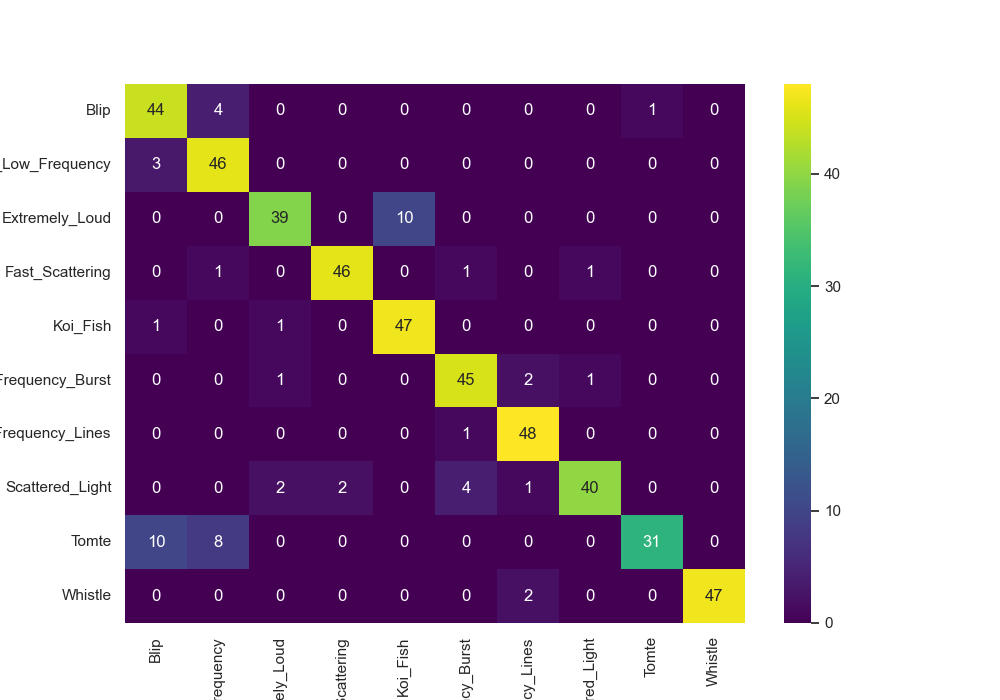 Blip 44 4 0 0 0 0 0 0 1 0
_Low_Frequency 3 46 0 0 0 0 0 0 0 0
Extremely_Loud 0 0 39 0 10 0 0 0 0 0
Fast_Scattering 0 1 0 46 0 1 0 1 0 0
Koi_Fish 1 0 1 0 47 0 0 0 0 0
Frequency_Burst 0 0 1 0 0 45 2 1 0 0
Frequency_Lines 0 0 0 0 0 1 48 0 0 0
Scattered_Light 0 0 2 2 0 4 1 40 0 0
Tomte 10 8 0 0 0 0 0 0 31 0
Whistle 0 0 0 0 0 0 2 0 0 47
Blip
requency
ely_Loud
cattering
Koi_Fish
cy_Burst
cy_Lines
red_Light
Tomte
Whistle
40
30
20
10
0